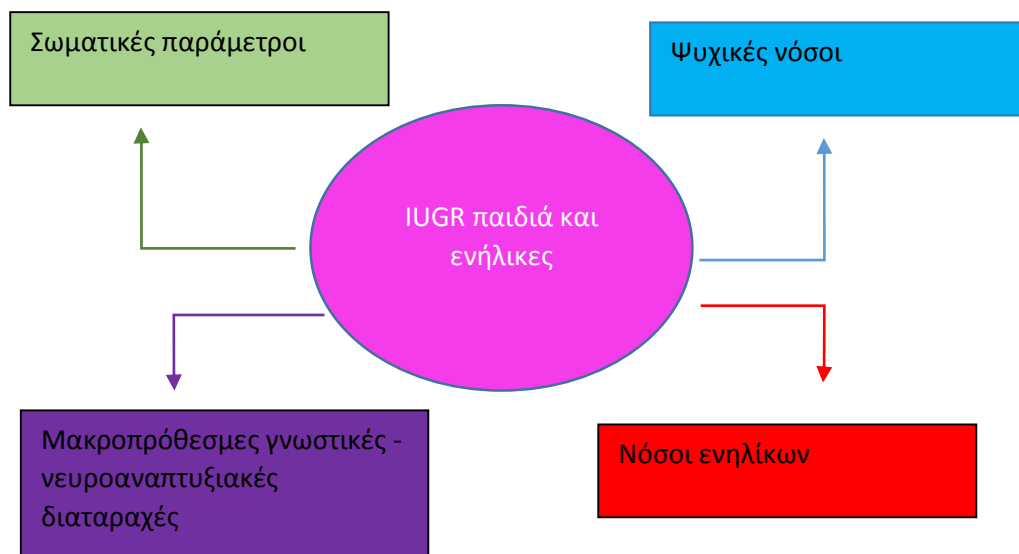 Σωματικές παράμετροι
Ψυχικές νόσοι
IUGR παιδιά και
ενήλικες
Μακροπρόθεσμες γνωστικές -
νευροαναπτυξιακές
διαταραχές
Νόσοι ενηλίκων